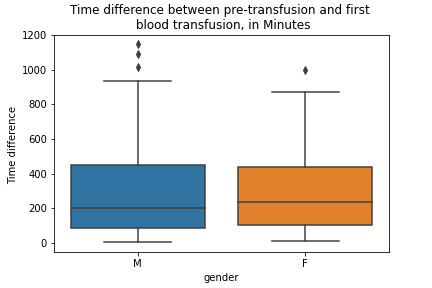 Time difference between pre-transfusion and first
blood transfusion, in Minutes
1200
1000
800
600
400
200
0
Time difference
M
F
gender